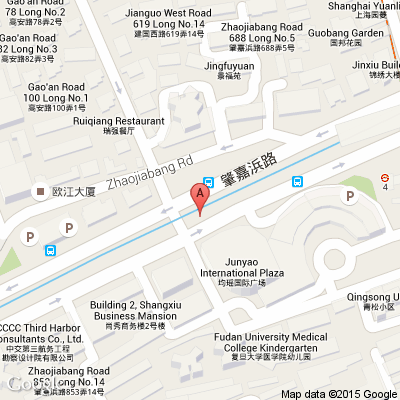 Gao'an Road
78 Long No.2
高安路78弄2号
Jianguo West Road
619 Long No.14
建国西路619弄14号
Zhaojiabang Road
688 Long No.5
肇嘉浜路
688弄5号
Shanghai Yuanli
上海园菱
Guobang Garden
国邦花园
Gao'an Road
82 Long No.3
高安路82弄3号
Jingfuyuan
景福苑
Jinxiu Buile
锦绣大楼
Gao'an Road
100 Long No.1
高安路100弄1号
Ruiqiang Restaurant
瑞强餐厅
Zhaojiabang Rd
肇嘉浜路
欧江大厦
A
4
P
P
P
P
Junyao
International Plaza
均瑶国际广场
Building 2, Shangxiu
Business Mansion
尚秀商务楼2号楼
Qingsong U
青松小区
CCCC Third Harbor
Consultants Co., Ltd.
中交第三航务工程
勘察设计院有限公司
Fudan University Medical
College Kindergarten
复旦大学医学院幼儿园
Zhaojiabang Road
853 Long No.14
肇嘉浜路853弄14号
Google
Map data ©2015 Google